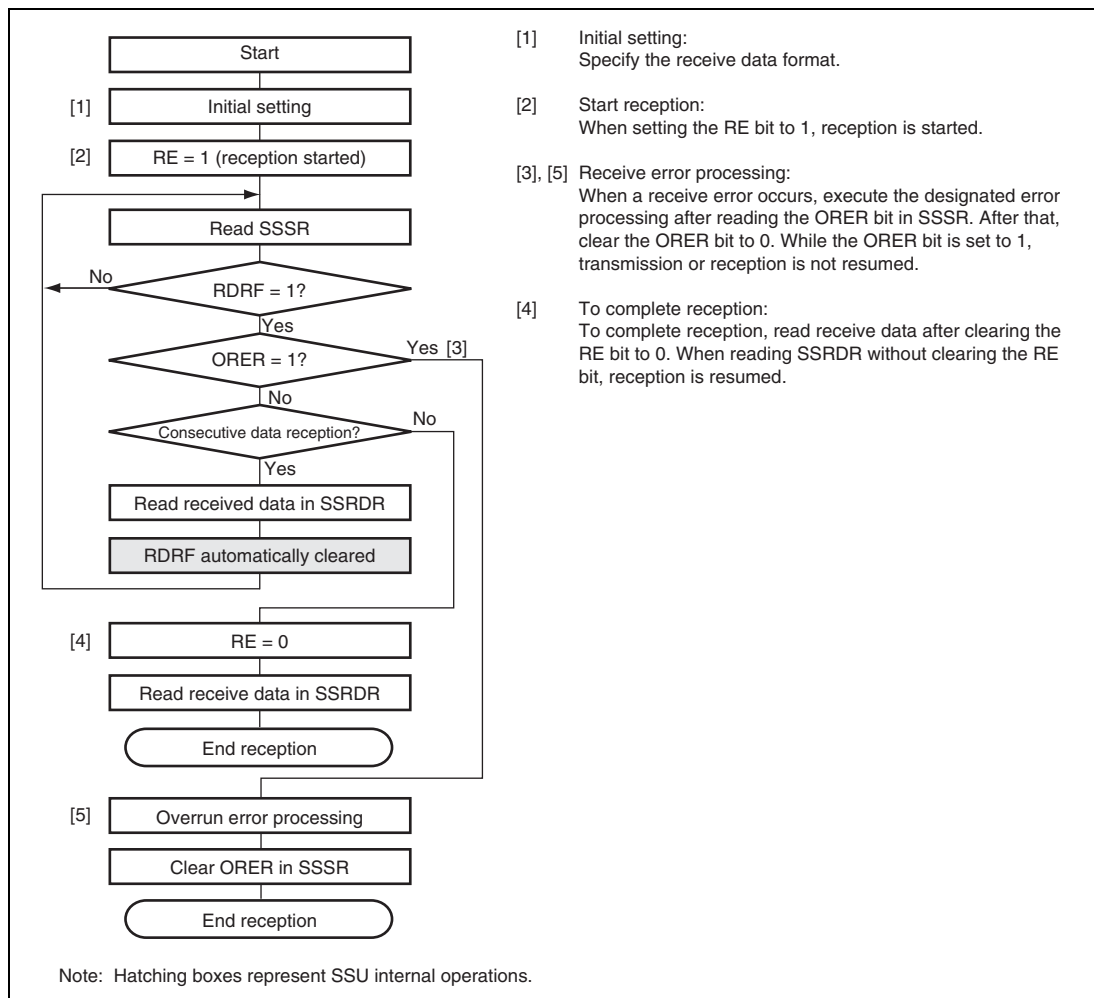 Start
[1] Initial setting
[2] RE = 1 (reception started)
Read SSSR
No
RDRF = 1?
Yes
ORER = 1?
Yes [3]
No
Consecutive data reception?
No
Yes
Read received data in SSRDR
RDRF automatically cleared
[4] RE = 0
Read receive data in SSRDR
End reception
[5] Overrun error processing
Clear ORER in SSSR
End reception
[1] Initial setting:
Specify the receive data format.
[2] Start reception:
When setting the RE bit to 1, reception is started.
[3], [5] Receive error processing:
When a receive error occurs, execute the designated error
processing after reading the ORER bit in SSSR. After that,
clear the ORER bit to 0. While the ORER bit is set to 1,
transmission or reception is not resumed.
[4] To complete reception:
To complete reception, read receive data after clearing the
RE bit to 0. When reading SSRDR without clearing the RE
bit, reception is resumed.
Note: Hatching boxes represent SSU internal operations.